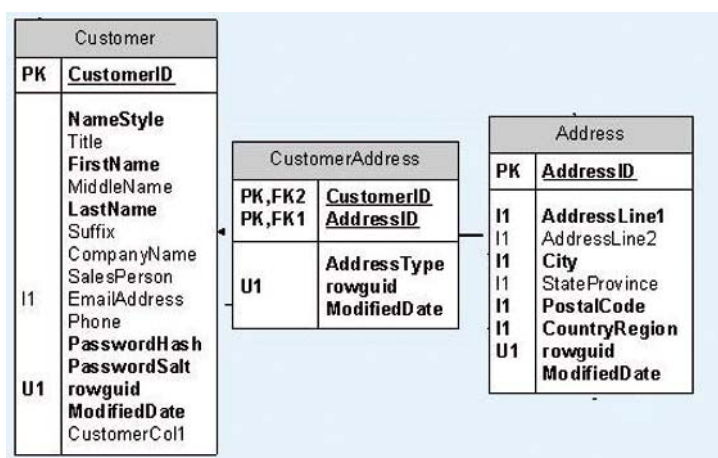 Customer
PK CustomerID
NameStyle
Title
FirstName
MiddleName
LastName
Suffix
CompanyName
SalesPerson
I1 EmailAddress
Phone
PasswordHash
PasswordSalt
U1 rowguid
ModifiedDate
CustomerCol1
CustomerAddress
PK,FK2 CustomerID
PK,FK1 AddressID
AddressType
U1 rowguid
ModifiedDate
Address
PK AddressID
I1 AddressLine1
I1 AddressLine2
I1 City
I1 StateProvince
I1 PostalCode
I1 CountryRegion
U1 rowguid
ModifiedDate